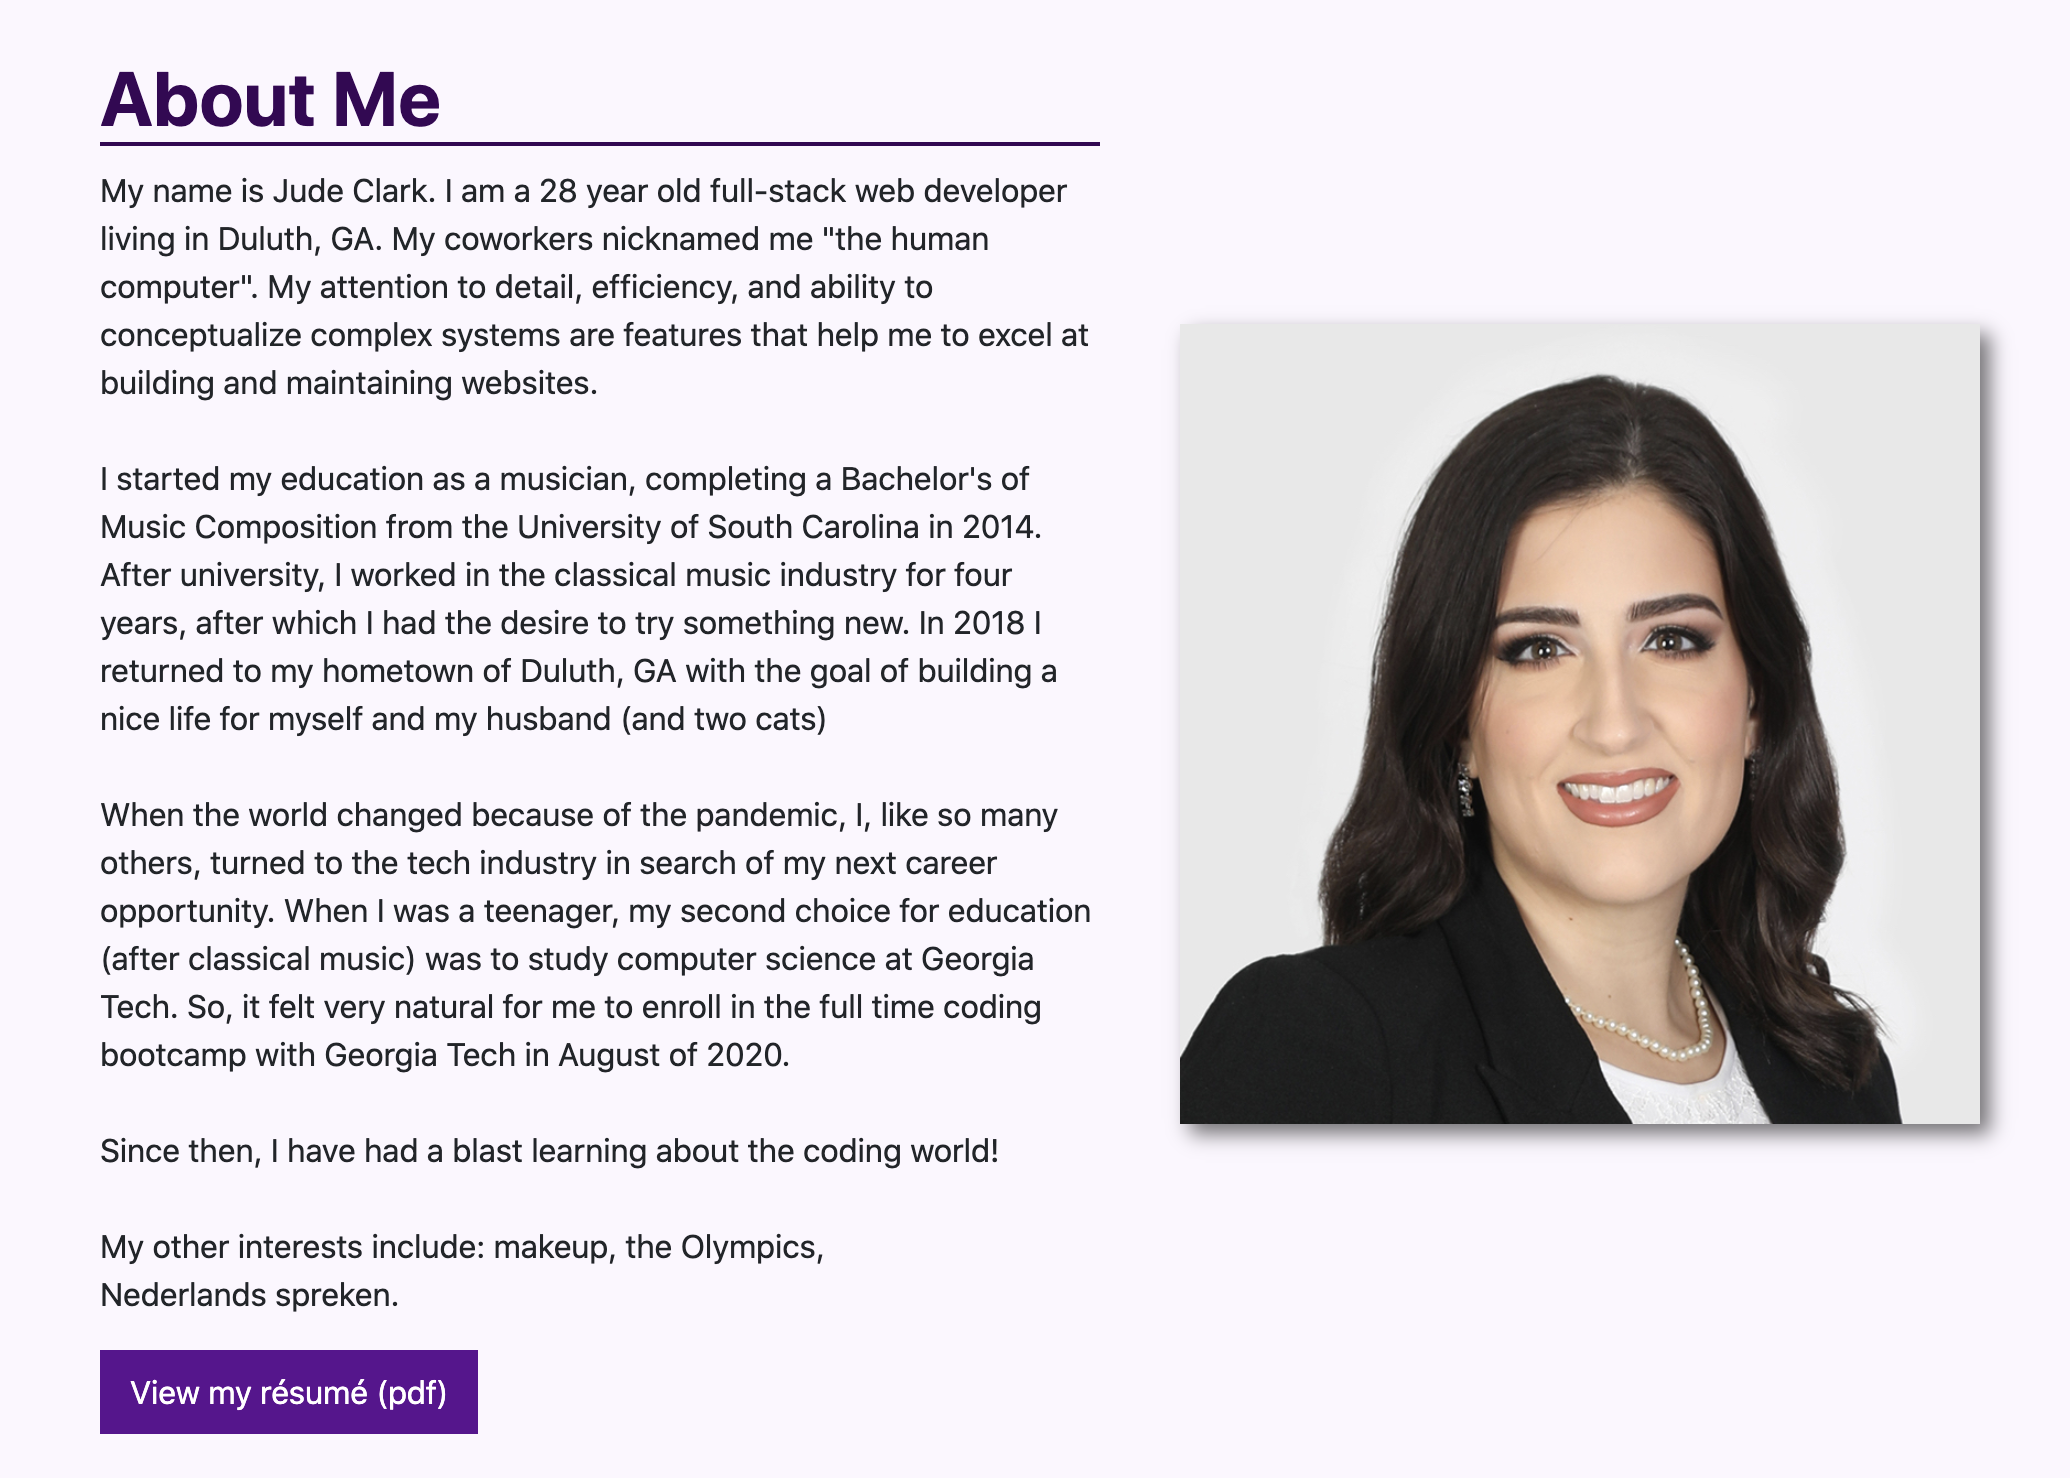 About Me
My name is Jude Clark. I am a 28 year old full-stack web developer
living in Duluth, GA. My coworkers nicknamed me "the human
computer". My attention to detail, efficiency, and ability to
conceptualize complex systems are features that help me to excel at
building and maintaining websites.
I started my education as a musician, completing a Bachelor's of
Music Composition from the University of South Carolina in 2014.
After university, I worked in the classical music industry for four
years, after which I had the desire to try something new. In 2018 I
returned to my hometown of Duluth, GA with the goal of building a
nice life for myself and my husband (and two cats)
When the world changed because of the pandemic, I, like so many
others, turned to the tech industry in search of my next career
opportunity. When I was a teenager, my second choice for education
(after classical music) was to study computer science at Georgia
Tech. So, it felt very natural for me to enroll in the full time coding
bootcamp with Georgia Tech in August of 2020.
Since then, I have had a blast learning about the coding world!
My other interests include: makeup, the Olympics,
Nederlands spreken.
View my résumé (pdf)